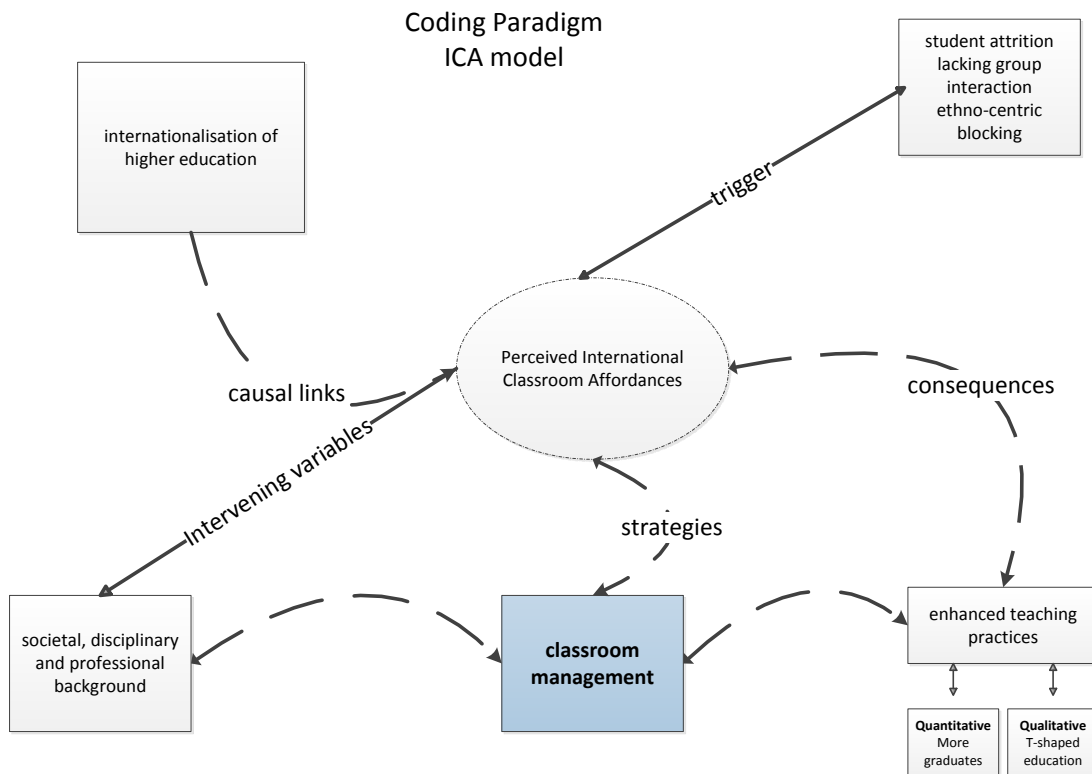 Coding Paradigm
ICA model
student attrition
lacking group
interaction
ethno-centric
blocking
internationalisation of
higher education
trigger
Perceived International
Classroom Affordances
causal links
consequences
Intervening variables
strategies
societal, disciplinary
and professional
background
classroom
management
enhanced teaching
practices
Quantitative
More
graduates
Qualitative
T-shaped
education